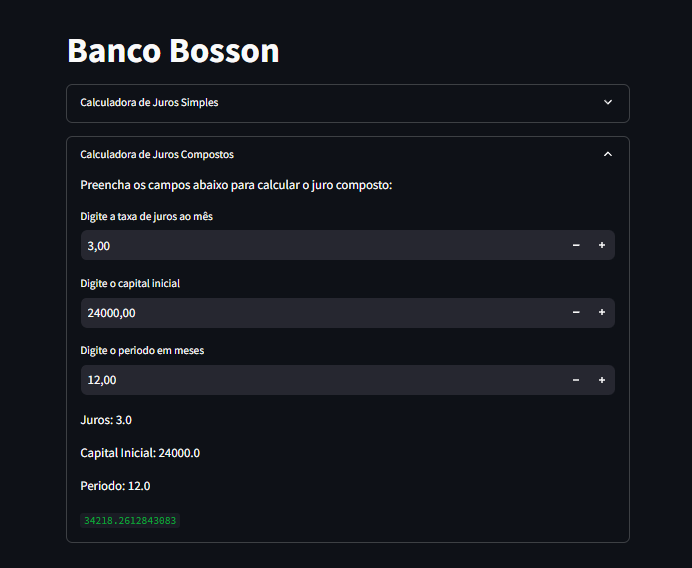 Banco Bosson
Calculadora de Juros Simples
Calculadora de Juros Compostos
Preencha os campos abaixo para calcular o juro composto:
Digite a taxa de juros ao mês
3,00
Digite o capital inicial
24000,00
Digite o periodo em meses
12,00
Juros: 3.0
Capital Inicial: 24000.0
Periodo: 12.0
34218.2612843083